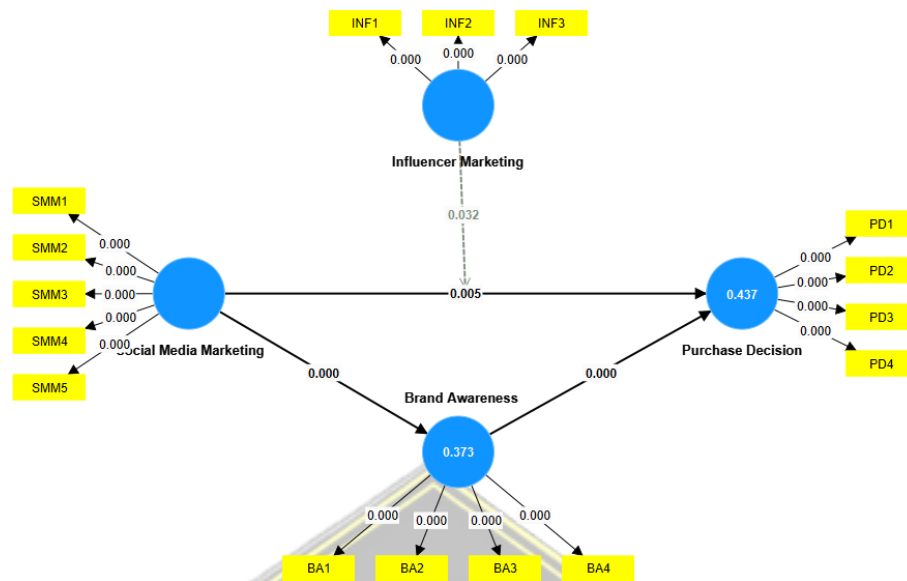 INF1 INF2 INF3
0.000 0.000 0.000
Influencer Marketing
0.032
SMM1
0.000
SMM2
0.000
SMM3
0.000
SMM4
0.000
SMM5
0.000
Social Media Marketing
0.005
PD1
0.000
PD2
0.000
0.437
PD3
0.000
PD4
0.000
Purchase Decision
0.000
0.000
Brand Awareness
0.373
0.000 0.000 0.000 0.000
BA1 BA2 BA3 BA4